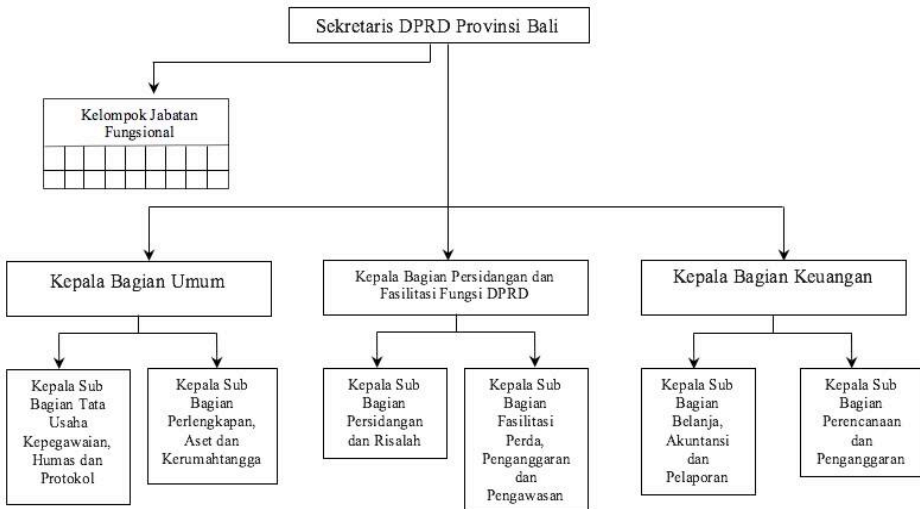 Sekretaris DPRD Provinsi Bali
Kelompok Jabatan
Fungsional
Kepala Bagian Umum
Kepala Bagian Persidangan dan
Fasilitasi Fungsi DPRD
Kepala Bagian Keuangan
Kepala Sub
Bagian Tata
Usaha
Kepegawaian,
Humas dan
Protokol
Kepala Sub
Bagian
Perlengkapan,
Aset dan
Kerumahtangga
Kepala Sub
Bagian
Persidangan
dan Risalah
Kepala Sub
Bagian
Fasilitasi
Perda,
Penganggaran
dan
Pengawasan
Kepala Sub
Bagian
Belanja,
Akuntansi
dan
Pelaporan
Kepala Sub
Bagian
Perencanaan
dan
Penganggaran